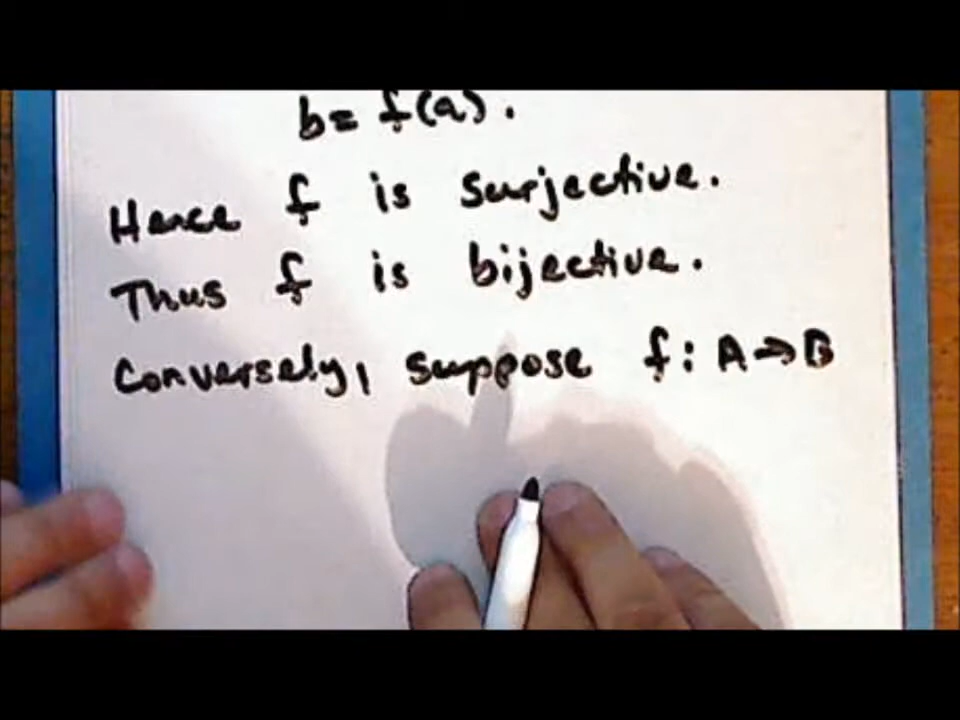 b = f(a).
Hence f is surjective.
Thus f is bijective.
Conversely, suppose f: A → B